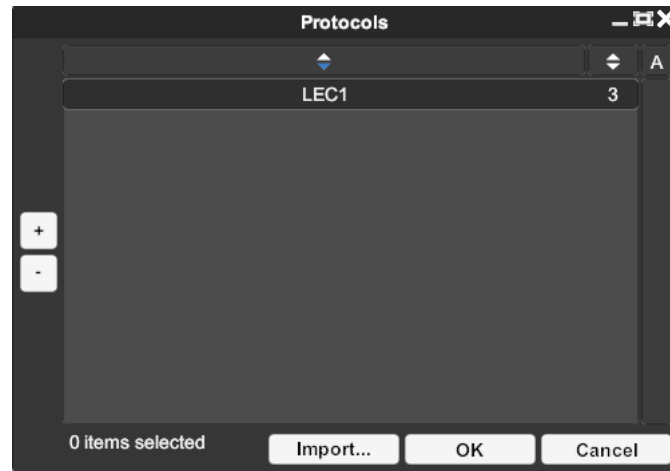 Protocols
A
LEC1 3
+
-
0 items selected
Import... OK Cancel